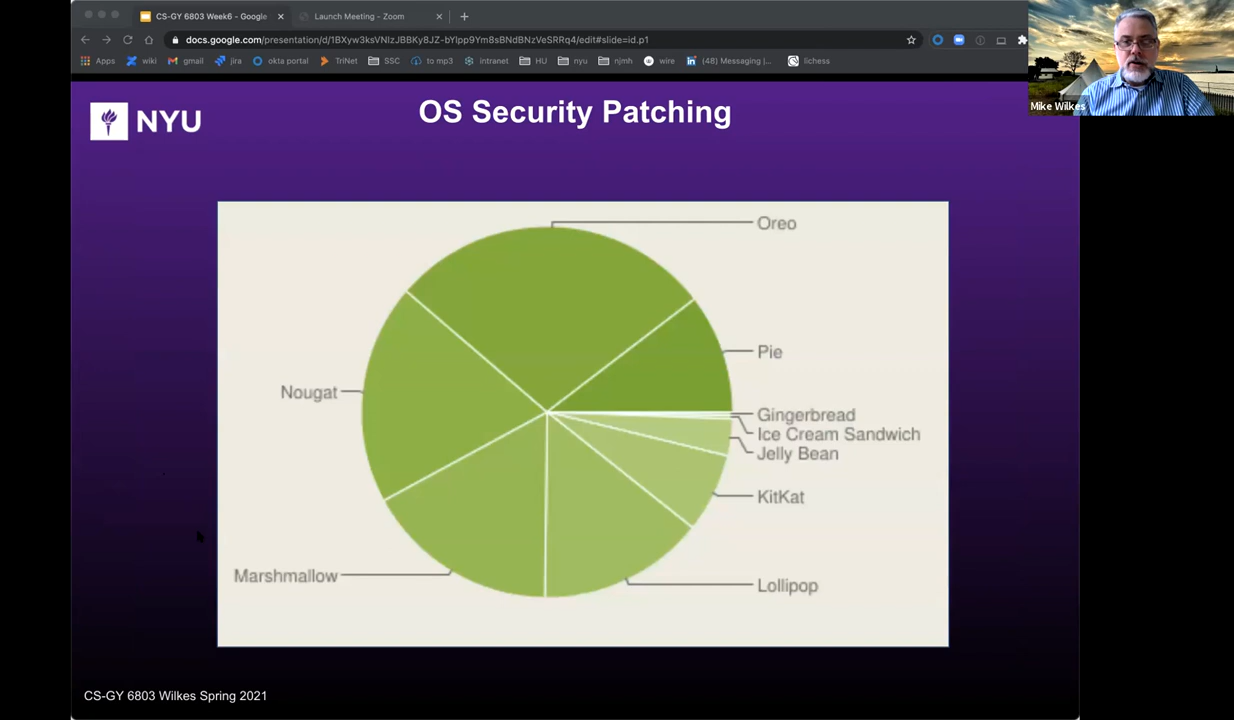 CS-GY 6803 Week6 - Google
Launch Meeting - Zoom
docs.google.com/presentation/d/1BXyw3ksVNIzJBBKy8JZ-bYlpp9Ym8sBNdBNzVeSRRq4/edit#slide=id.p1
Apps wiki gmail jira okta portal TriNet SSC to mp3 intranet HU nyu njmh wire (48) Messaging |... lichess
Mike Wilkes
NYU
OS Security Patching
Oreo
Pie
Nougat
Gingerbread
Ice Cream Sandwich
Jelly Bean
KitKat
Marshmallow
Lollipop
CS-GY 6803 Wilkes Spring 2021